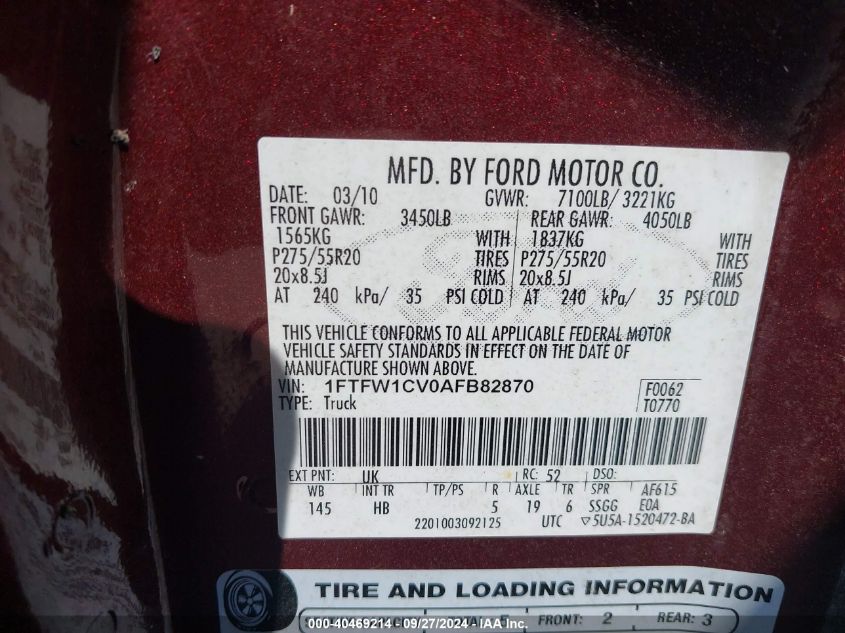 MFD. BY FORD MOTOR CO.
DATE: 03/10 GVWR: 7100LB/ 3221KG
FRONT GAWR: 3450LB REAR GAWR: 4050LB
1565KG WITH 1837KG WITH
P275/55R20 TIRES P275/55R20 TIRES
20x8.5J RIMS 20x8.5J RIMS
AT 240 kPa/ 35 PSI COLD AT 240 kPa/ 35 PSI COLD
THIS VEHICLE CONFORMS TO ALL APPLICABLE FEDERAL MOTOR
VEHICLE SAFETY STANDARDS IN EFFECT ON THE DATE OF
MANUFACTURE SHOWN ABOVE.
VIN: 1FTFW1CV0AFB82870 F0062
TYPE: Truck T0770
EXT PNT: UK RC: 52 DSO:
WB INT TR TP/PS R AXLE TR SPR AF615
145 HB 5 19 6 SSGG E0A
2201003092125 UTC ▽5U5A-1520472-BA
TIRE AND LOADING INFORMATION
FRONT: 2 REAR: 3
000-40469214 - 09/27/2024 - IAA Inc.